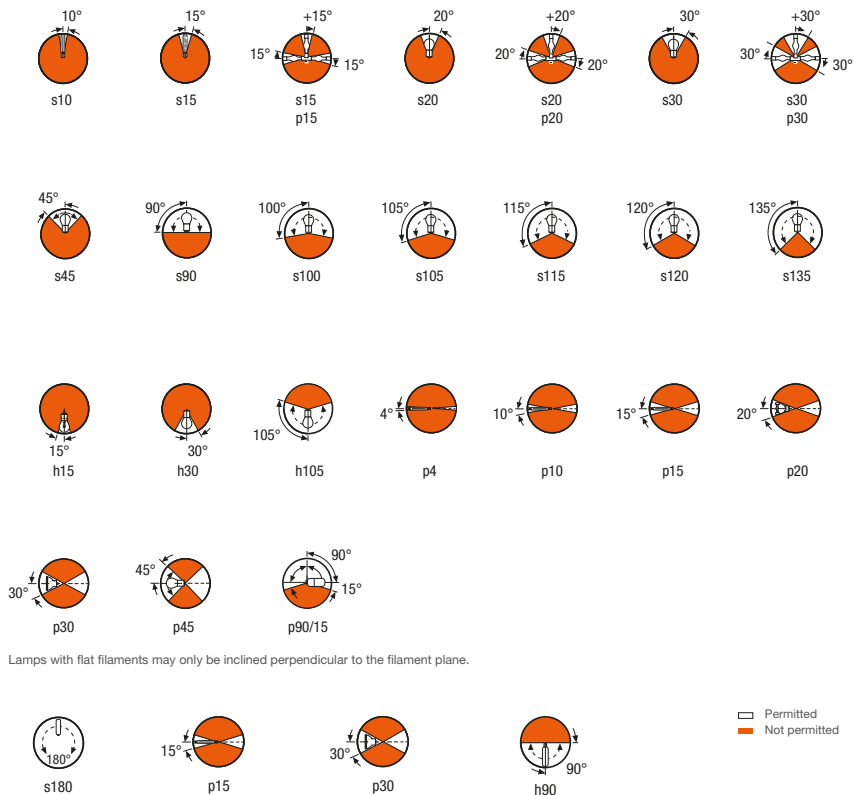 10° 15° +15° 20° +20° 30° +30°
15° 15° 20° 20° 30° 30°
s10 s15 s15 s20 s20 s30 s30
p15 p20 p30
45° 90° 100° 105° 115° 120° 135°
s45 s90 s100 s105 s115 s120 s135
4° 10° 15° 20°
15° 30° 105°
h15 h30 h105 p4 p10 p15 p20
30° 45° 90° 15°
p30 p45 p90/15
Lamps with flat filaments may only be inclined perpendicular to the filament plane.
180° 15° 30° 90°
s180 p15 p30 h90
Permitted
Not permitted